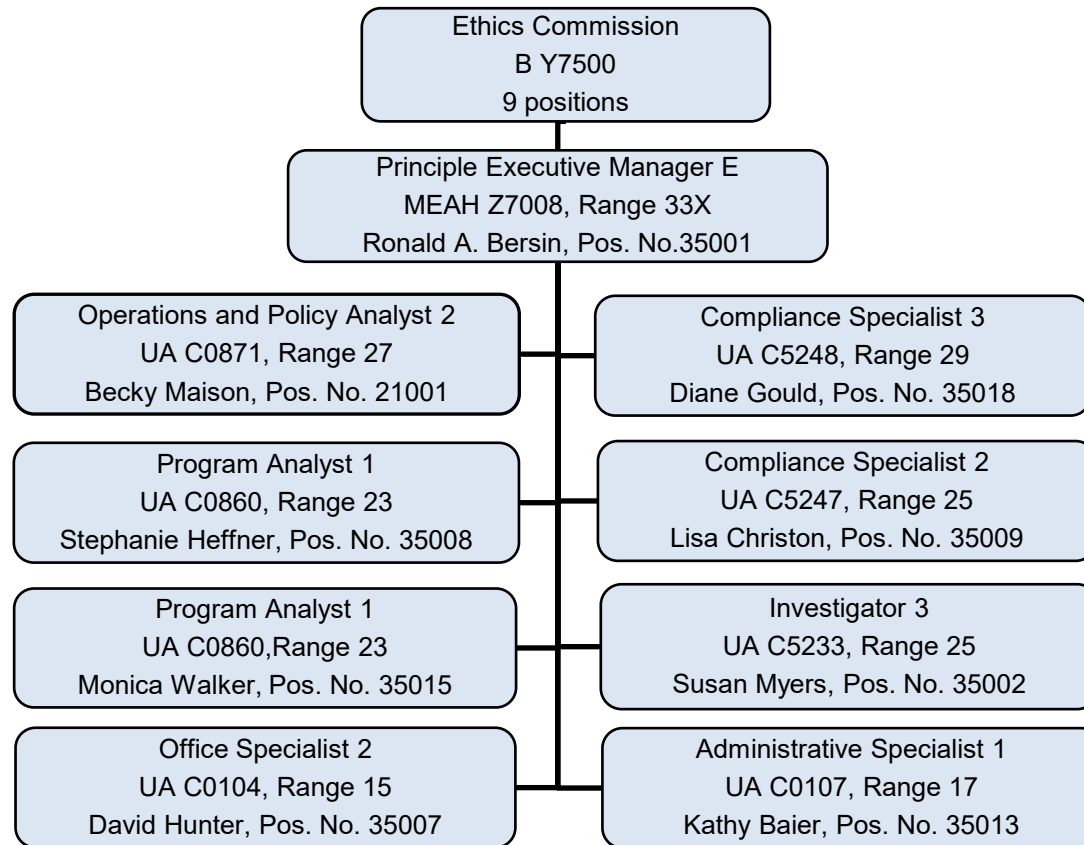 Ethics Commission
B Y7500
9 positions
Principle Executive Manager E
MEAH Z7008, Range 33X
Ronald A. Bersin, Pos. No.35001
Operations and Policy Analyst 2
UA C0871, Range 27
Becky Maison, Pos. No. 21001
Compliance Specialist 3
UA C5248, Range 29
Diane Gould, Pos. No. 35018
Program Analyst 1
UA C0860, Range 23
Stephanie Heffner, Pos. No. 35008
Compliance Specialist 2
UA C5247, Range 25
Lisa Christon, Pos. No. 35009
Program Analyst 1
UA C0860,Range 23
Monica Walker, Pos. No. 35015
Investigator 3
UA C5233, Range 25
Susan Myers, Pos. No. 35002
Office Specialist 2
UA C0104, Range 15
David Hunter, Pos. No. 35007
Administrative Specialist 1
UA C0107, Range 17
Kathy Baier, Pos. No. 35013